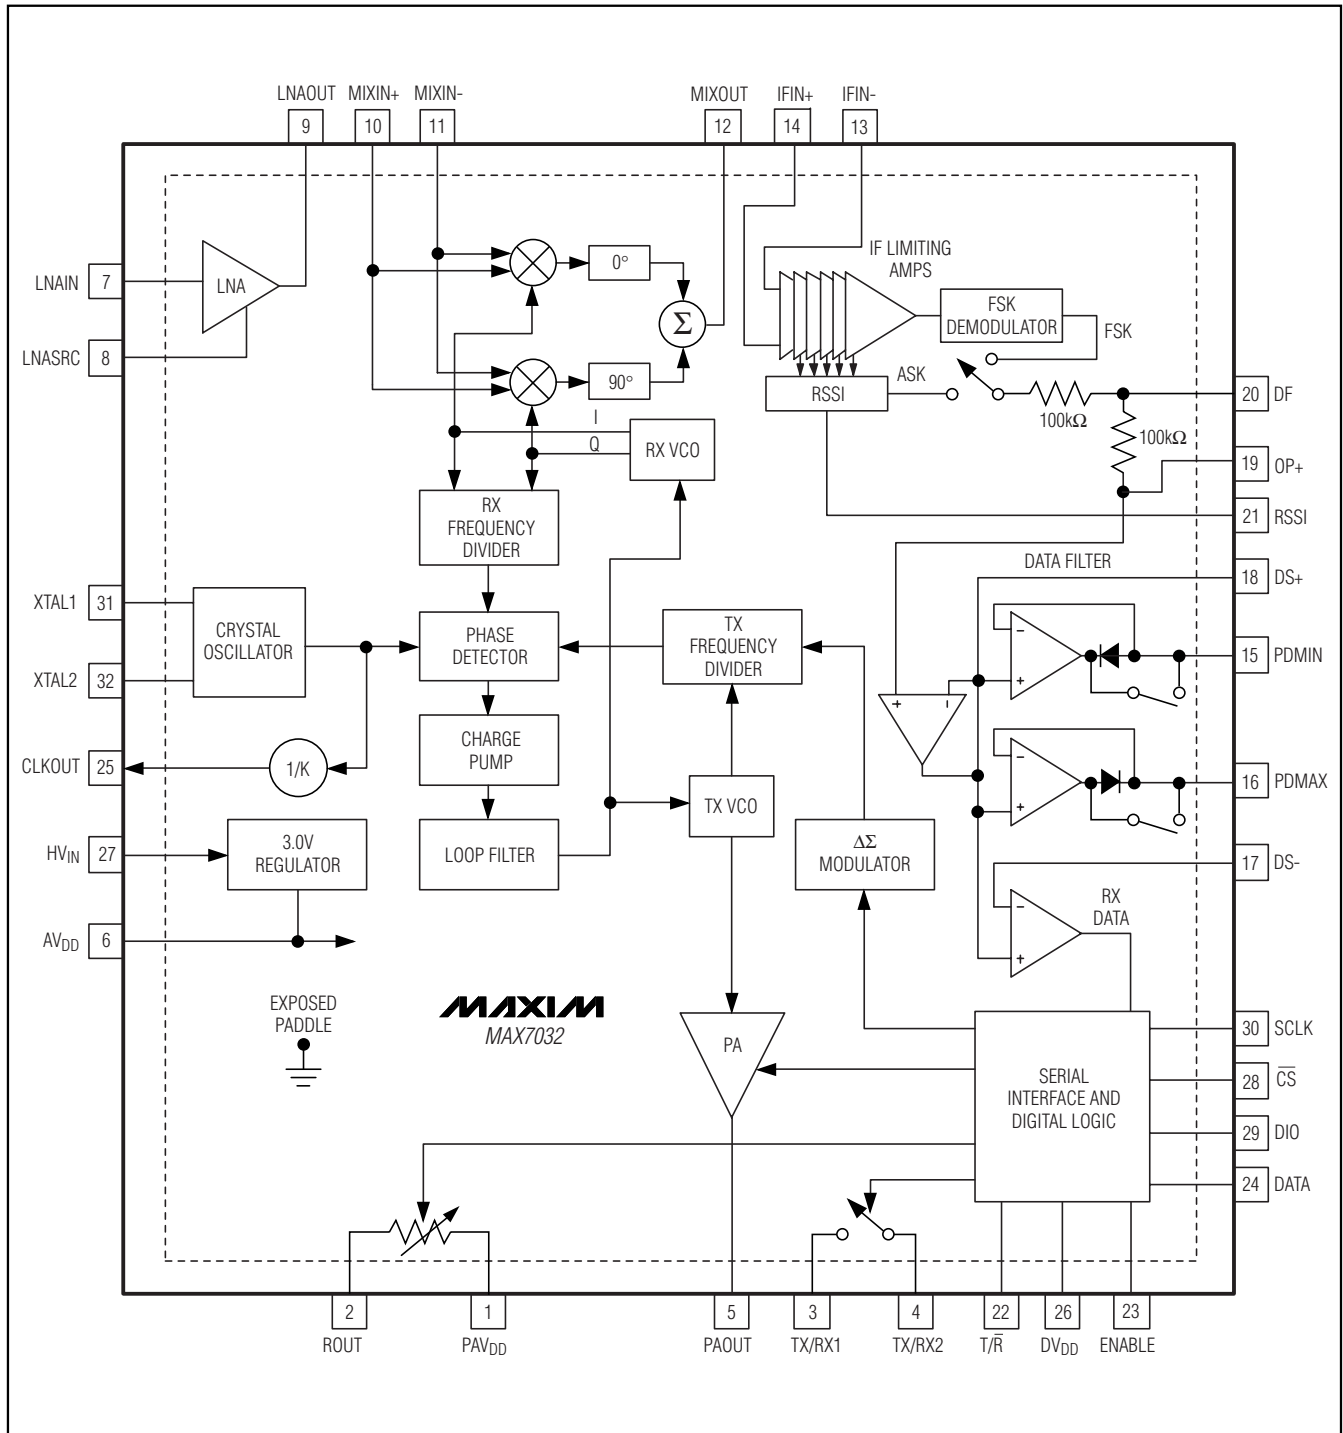 LNAOUT MIXIN+ MIXIN- MIXOUT IFIN+ IFIN-
9 10 11 12 14 13
LNAIN 7
LNA
LNASRC 8
0°
90°
Σ
IF LIMITING
AMPS
FSK
DEMODULATOR
FSK
RSSI
ASK
100kΩ
100kΩ
20 DF
19 OP+
21 RSSI
I
Q
RX VCO
RX
FREQUENCY
DIVIDER
DATA FILTER
18 DS+
XTAL1 31
XTAL2 32
CRYSTAL
OSCILLATOR
PHASE
DETECTOR
TX
FREQUENCY
DIVIDER
+ -
-
+
15 PDMIN
CLKOUT 25
1/K
CHARGE
PUMP
TX VCO
-
+
16 PDMAX
HVIN 27
3.0V
REGULATOR
LOOP FILTER
ΔΣ
MODULATOR
17 DS-
AVDD 6
-
+
RX
DATA
EXPOSED
PADDLE
MAXIM
MAX7032
PA
SERIAL
INTERFACE AND
DIGITAL LOGIC
30 SCLK
28 C̅S̅
29 DIO
24 DATA
2 1 5 3 4 22 26 23
ROUT PAVDD PAOUT TX/RX1 TX/RX2 T/R̅ DVDD ENABLE